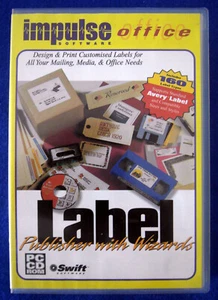 impulse office
SOFTWARE
Design & Print Customised Labels for
All Your Mailing, Media, & Office Needs
160
Avery Label
Label
Publisher with Wizards
PC
CD
ROM
Swift
SOFTWARE